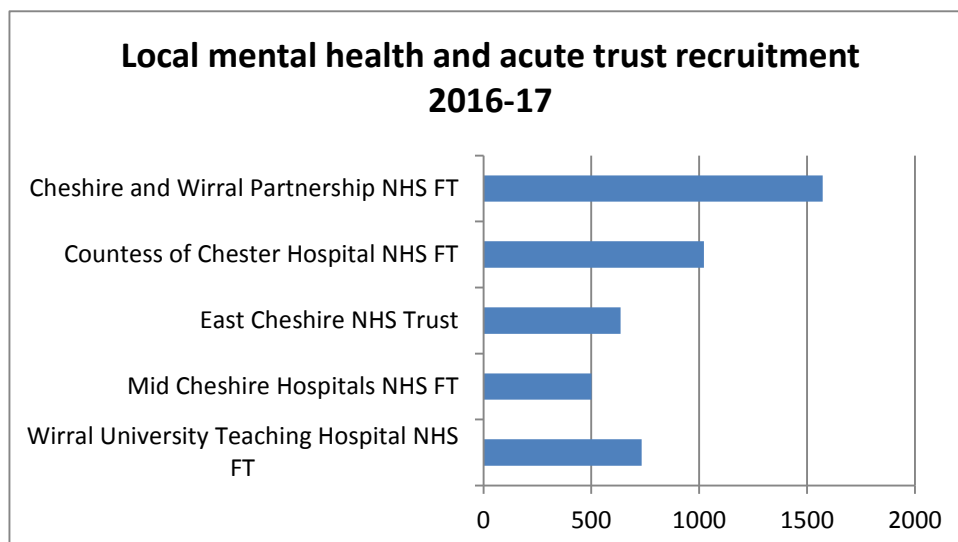 Local mental health and acute trust recruitment
2016-17
Cheshire and Wirral Partnership NHS FT
Countess of Chester Hospital NHS FT
East Cheshire NHS Trust
Mid Cheshire Hospitals NHS FT
Wirral University Teaching Hospital NHS
FT
0 500 1000 1500 2000